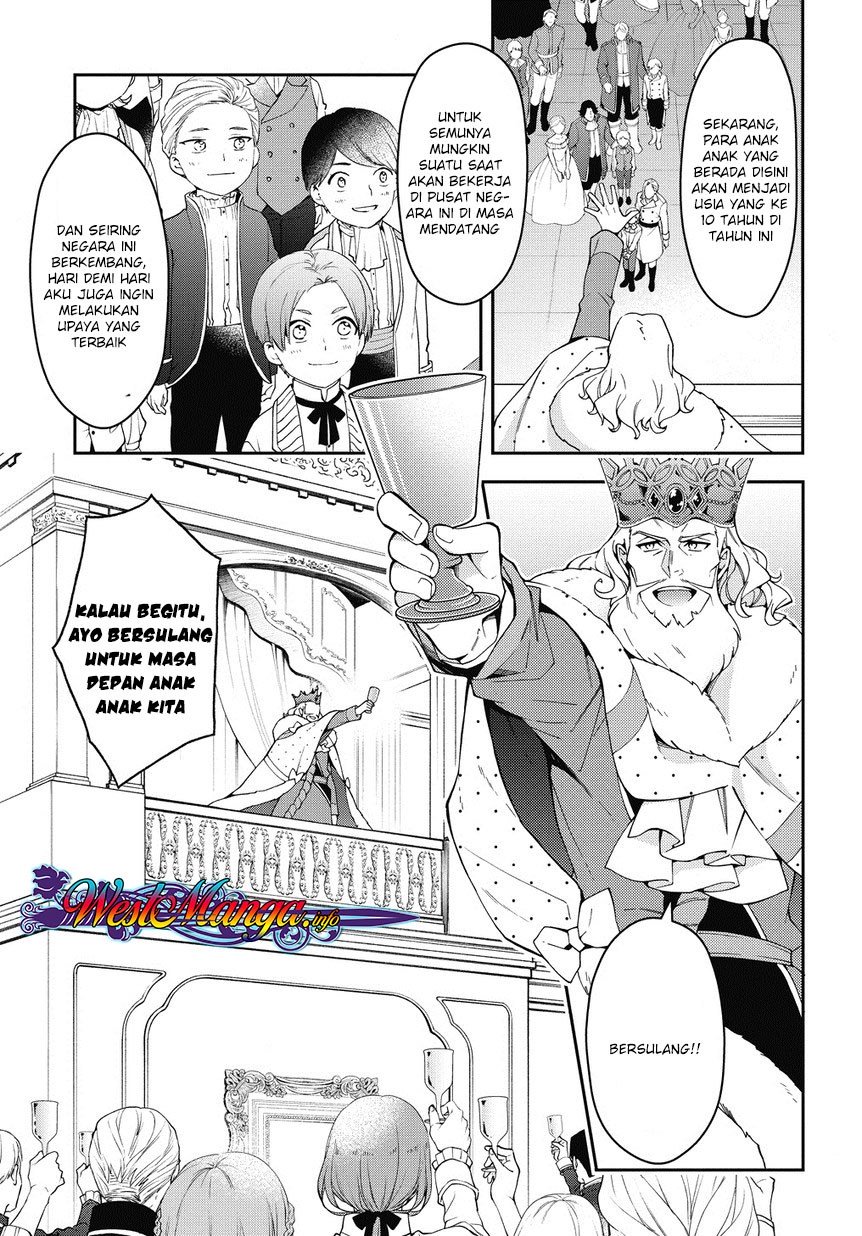 SEKARANG,
PARA ANAK
ANAK YANG
BERADA DISINI
AKAN MENJADI
USIA YANG KE
10 TAHUN DI
TAHUN INI
UNTUK
SEMUNYA
MUNGKIN
SUATU SAAT
AKAN BEKERJA
DI PUSAT NEG-
ARA INI DI MASA
MENDATANG
DAN SEIRING
NEGARA INI
BERKEMBANG,
HARI DEMI HARI
AKU JUGA INGIN
MELAKUKAN
UPAYA YANG
TERBAIK
KALAU BEGITU,
AYO BERSULANG
UNTUK MASA
DEPAN ANAK
ANAK KITA
WestManga.info
BERSULANG!!